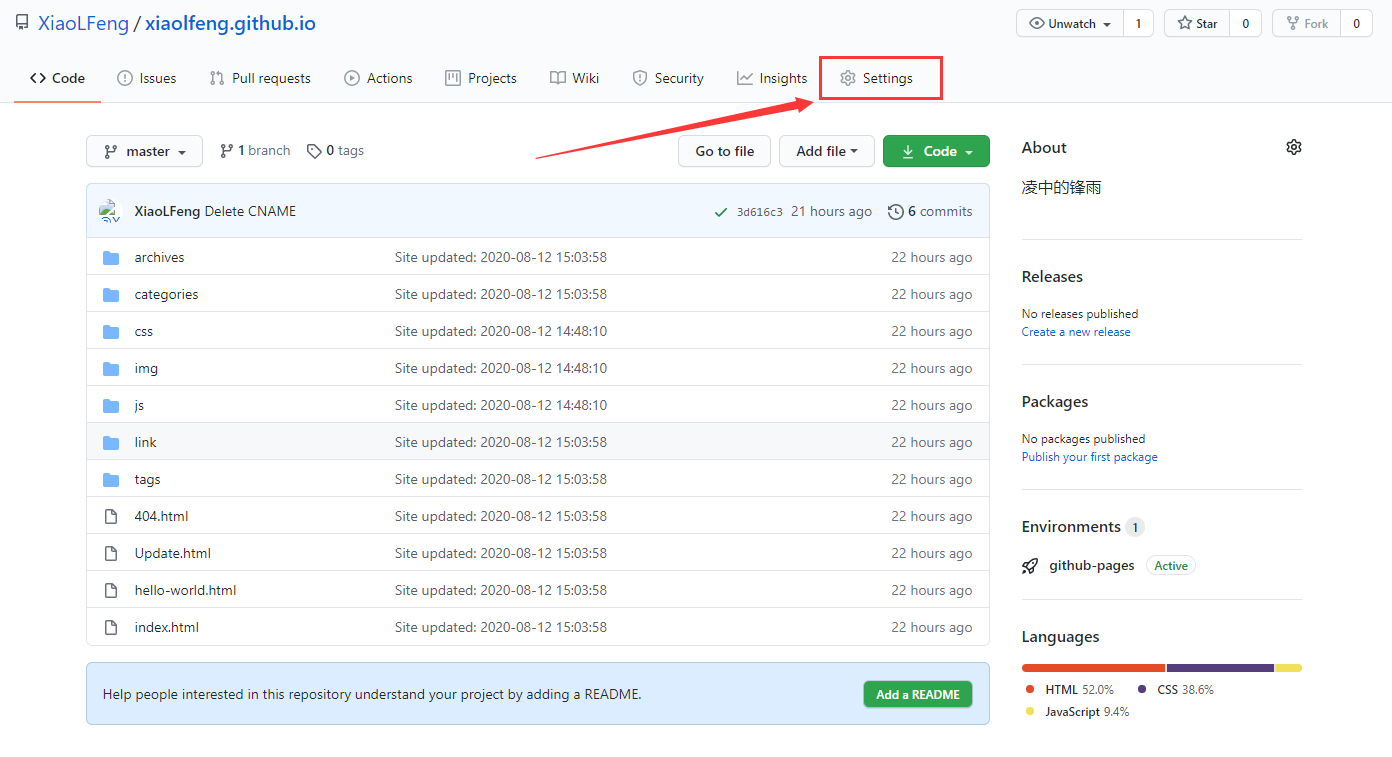 XiaoLFeng / xiaolfeng.github.io
Unwatch 1 Star 0 Fork 0
Code Issues Pull requests Actions Projects Wiki Security Insights Settings
master 1 branch 0 tags Go to file Add file Code
XiaoLFeng Delete CNAME 3d616c3 21 hours ago 6 commits
archives Site updated: 2020-08-12 15:03:58 22 hours ago
categories Site updated: 2020-08-12 15:03:58 22 hours ago
css Site updated: 2020-08-12 14:48:10 22 hours ago
img Site updated: 2020-08-12 14:48:10 22 hours ago
js Site updated: 2020-08-12 14:48:10 22 hours ago
link Site updated: 2020-08-12 15:03:58 22 hours ago
tags Site updated: 2020-08-12 15:03:58 22 hours ago
404.html Site updated: 2020-08-12 15:03:58 22 hours ago
Update.html Site updated: 2020-08-12 15:03:58 22 hours ago
hello-world.html Site updated: 2020-08-12 15:03:58 22 hours ago
index.html Site updated: 2020-08-12 15:03:58 22 hours ago
Help people interested in this repository understand your project by adding a README. Add a README
About
凌中的锋雨
Releases
No releases published
Create a new release
Packages
No packages published
Publish your first package
Environments 1
github-pages Active
Languages
HTML 52.0% CSS 38.6%
JavaScript 9.4%